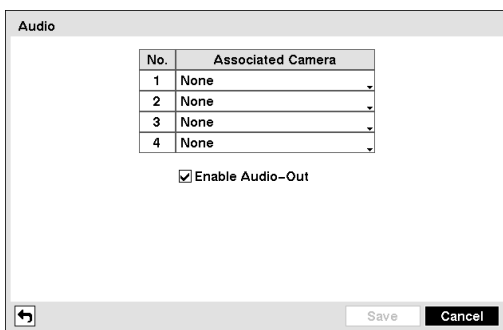 Audio
No. Associated Camera
1 None
2 None
3 None
4 None
Enable Audio-Out
Save Cancel